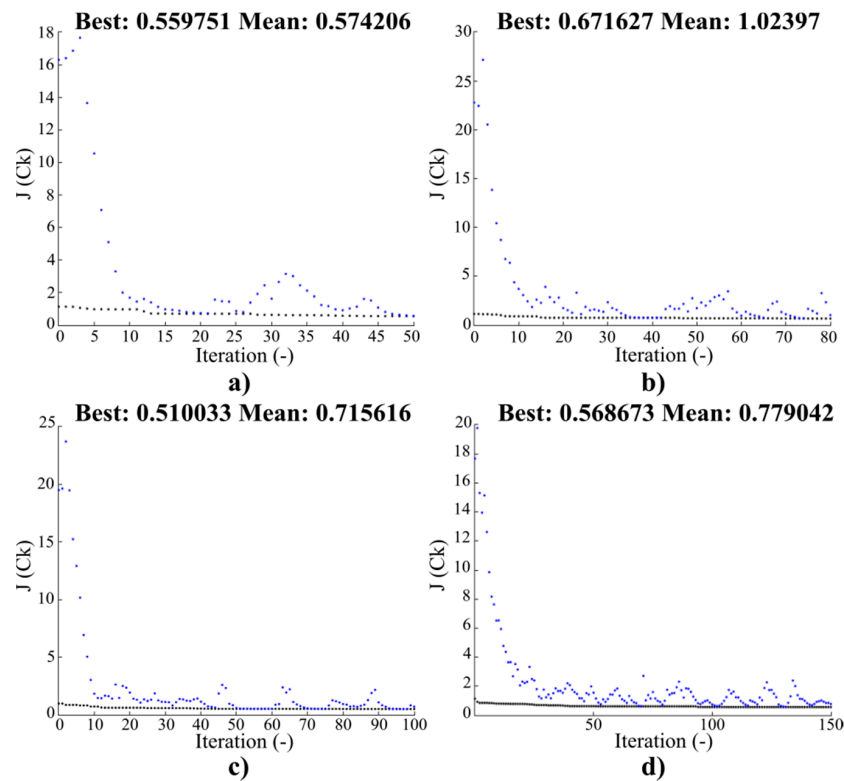 Best: 0.559751 Mean: 0.574206
18
16
14
12
10
8
6
4
2
0
J (Ck)
0 5 10 15 20 25 30 35 40 45 50
Iteration (-)
a)
Best: 0.671627 Mean: 1.02397
30
25
20
15
10
5
0
J (Ck)
0 10 20 30 40 50 60 70 80
Iteration (-)
b)
Best: 0.510033 Mean: 0.715616
25
20
15
10
5
0
J (Ck)
0 10 20 30 40 50 60 70 80 90 100
Iteration (-)
c)
Best: 0.568673 Mean: 0.779042
20
18
16
14
12
10
8
6
4
2
0
J (Ck)
50 100 150
Iteration (-)
d)